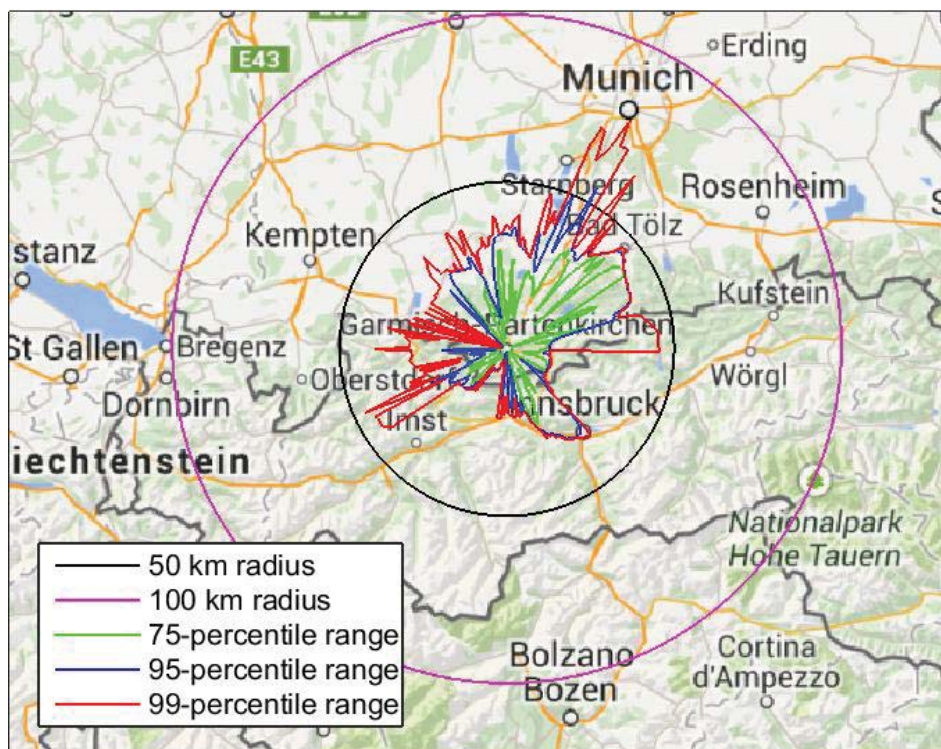 E43
Erding
Munich
Starnberg
Rosenheim
Bad Tölz
Kempten
stanz
Kufstein
Garmisch-Partenkirchen
St Gallen
Bregenz
Oberstdorf
Wörgl
Dornbirn
Innsbruck
Imst
iechtenstein
Nationalpark
Hohe Tauern
50 km radius
100 km radius
75-percentile range
95-percentile range
99-percentile range
Bolzano
Bozen
Cortina
d'Ampezzo